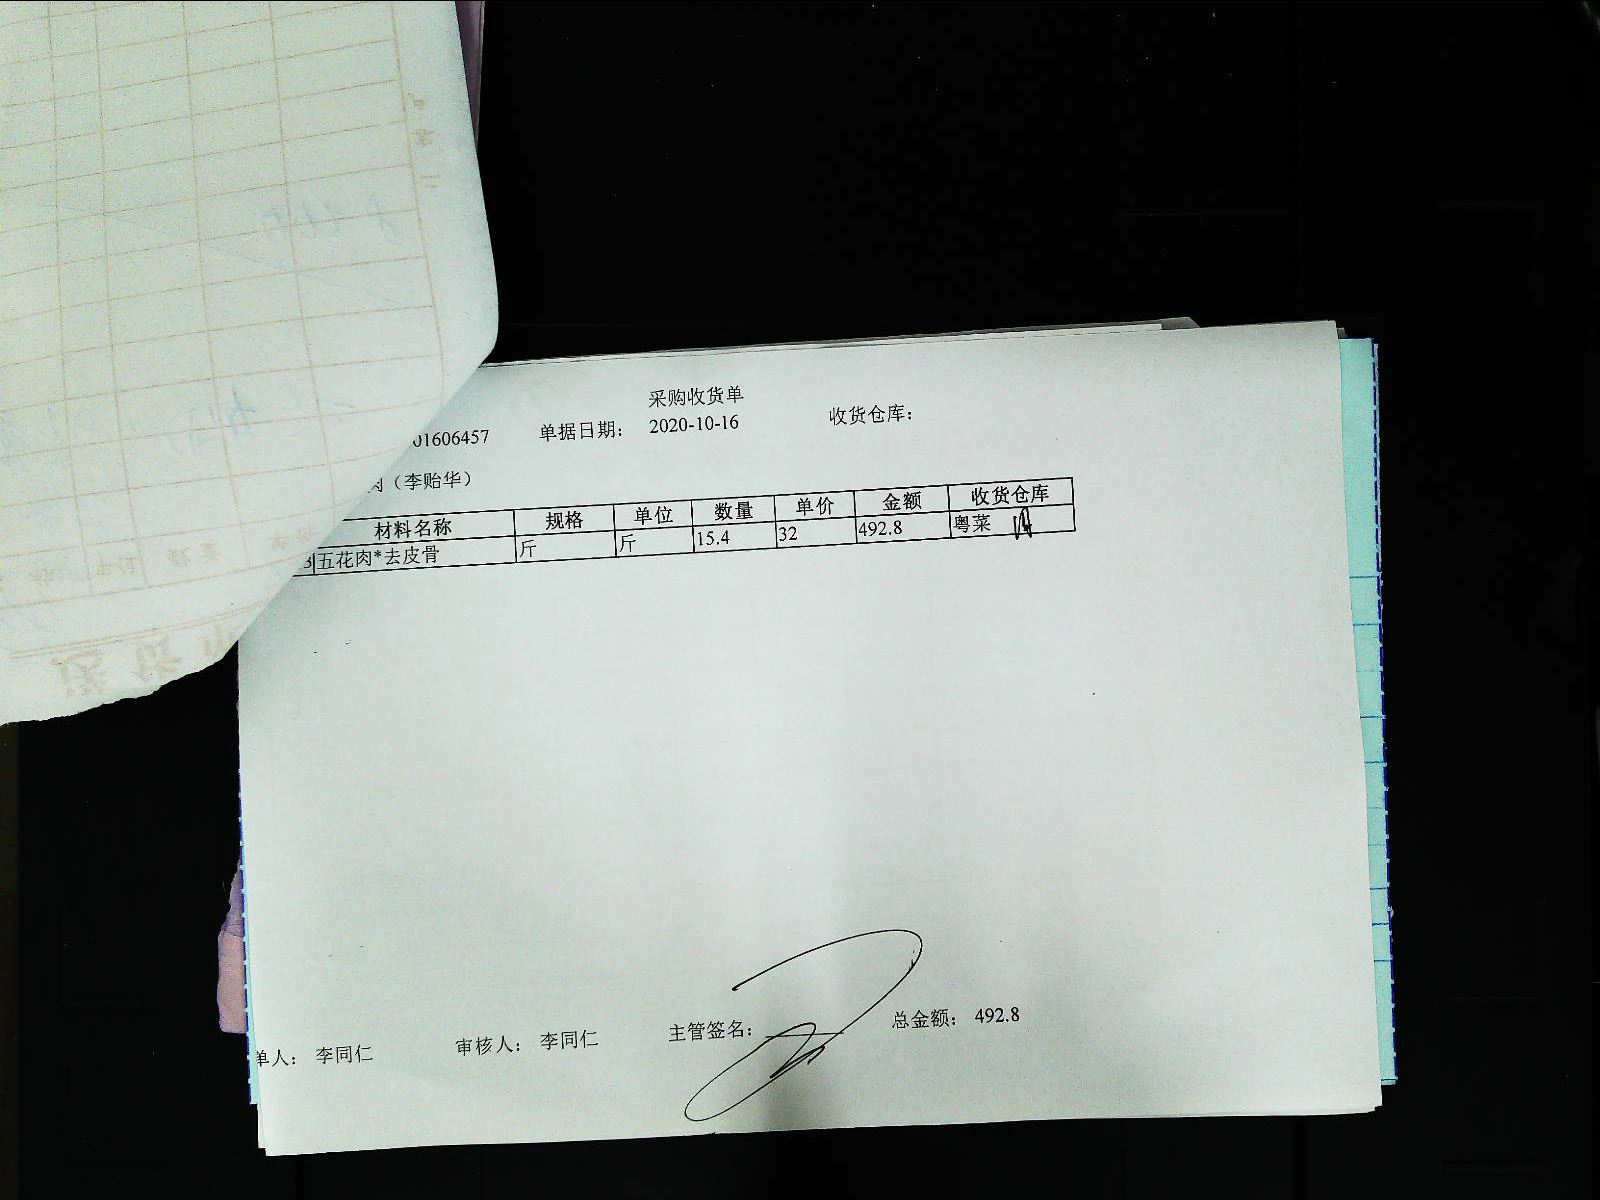 采购收货单
01606457 单据日期： 2020-10-16 收货仓库：
（李贻华）
材料名称 规格 单位 数量 单价 金额 收货仓库
3 五花肉*去皮骨 斤 斤 15.4 32 492.8 粤菜
单人： 李同仁 审核人： 李同仁 主管签名： 总金额： 492.8